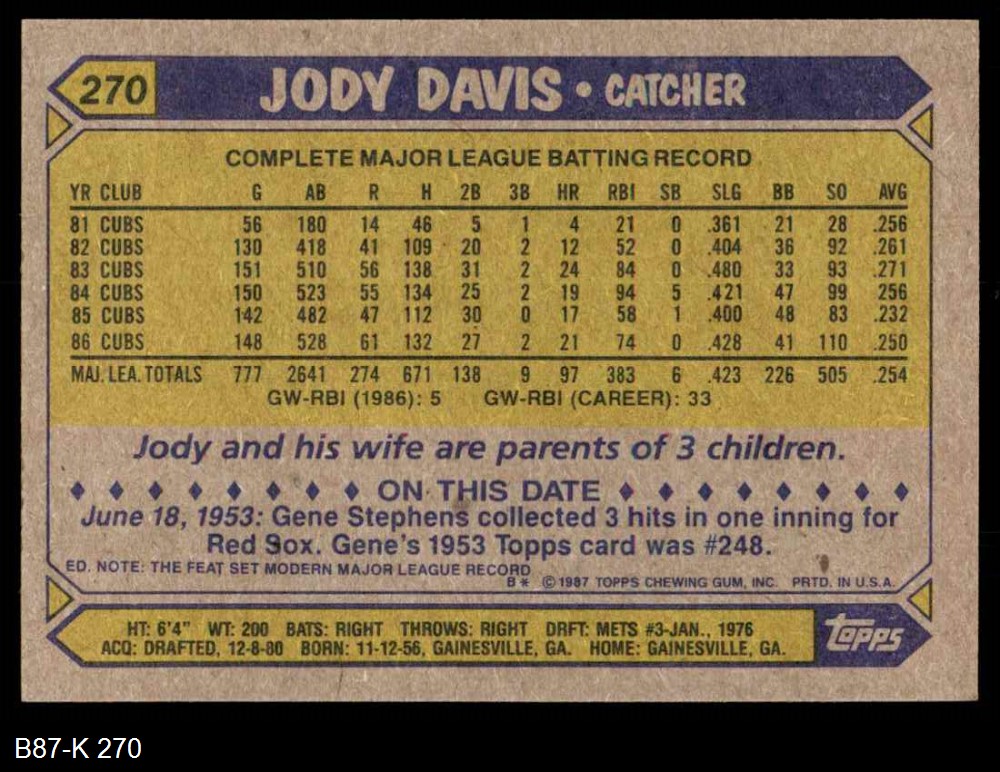 270 JODY DAVIS • CATCHER
COMPLETE MAJOR LEAGUE BATTING RECORD
YR CLUB G AB R H 2B 3B HR RBI SB SLG BB SO AVG
81 CUBS 56 180 14 46 5 1 4 21 0 .361 21 28 .256
82 CUBS 130 418 41 109 20 2 12 52 0 .404 36 92 .261
83 CUBS 151 510 56 138 31 2 24 84 0 .480 33 93 .271
84 CUBS 150 523 55 134 25 2 19 94 5 .421 47 99 .256
85 CUBS 142 482 47 112 30 0 17 58 1 .400 48 83 .232
86 CUBS 148 528 61 132 27 2 21 74 0 .428 41 110 .250
MAJ. LEA. TOTALS 777 2641 274 671 138 9 97 383 6 .423 226 505 .254
GW-RBI (1986): 5 GW-RBI (CAREER): 33
Jody and his wife are parents of 3 children.
♦ ♦ ♦ ♦ ♦ ♦ ♦ ♦ ON THIS DATE ♦ ♦ ♦ ♦ ♦ ♦ ♦ ♦
June 18, 1953: Gene Stephens collected 3 hits in one inning for
Red Sox. Gene's 1953 Topps card was #248.
ED. NOTE: THE FEAT SET MODERN MAJOR LEAGUE RECORD
B* © 1987 TOPPS CHEWING GUM, INC. PRTD. IN U.S.A.
HT: 6'4" WT: 200 BATS: RIGHT THROWS: RIGHT DRFT: METS #3-JAN., 1976
ACQ: DRAFTED, 12-8-80 BORN: 11-12-56, GAINESVILLE, GA. HOME: GAINESVILLE, GA.
topps
B87-K 270